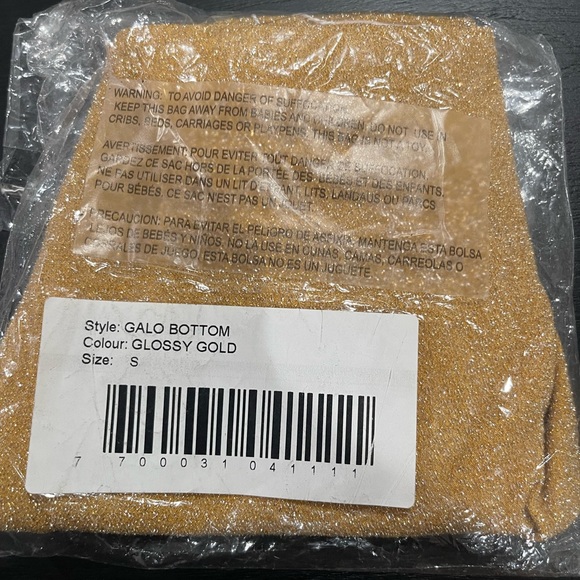 WARNING: TO AVOID DANGER OF SUFFOCATION,
KEEP THIS BAG AWAY FROM BABIES AND CHILDREN. DO NOT USE IN
CRIBS, BEDS, CARRIAGES OR PLAYPENS. THIS BAG IS NOT A TOY.
AVERTISSEMENT: POUR EVITER TOUT DANGER DE SUFFOCATION,
GARDEZ CE SAC HORS DE LA PORTÉE DES BÉBÉS ET DES ENFANTS.
NE PAS UTILISER DANS UN LIT D'ENFANT, LITS, LANDAUS OU PARCS
POUR BÉBÉS. CE SAC N'EST PAS UN JOUET.
PRECAUCION: PARA EVITAR EL PELIGRO DE ASFIXIA, MANTENGA ESTA BOLSA
LEJOS DE BEBÉS Y NIÑOS. NO LA USE EN CUNAS, CAMAS, CARREOLAS O
CORRALES DE JUEGO. ESTA BOLSA NO ES UN JUGUETE.
Style: GALO BOTTOM
Colour: GLOSSY GOLD
Size: S
7 700031 041111